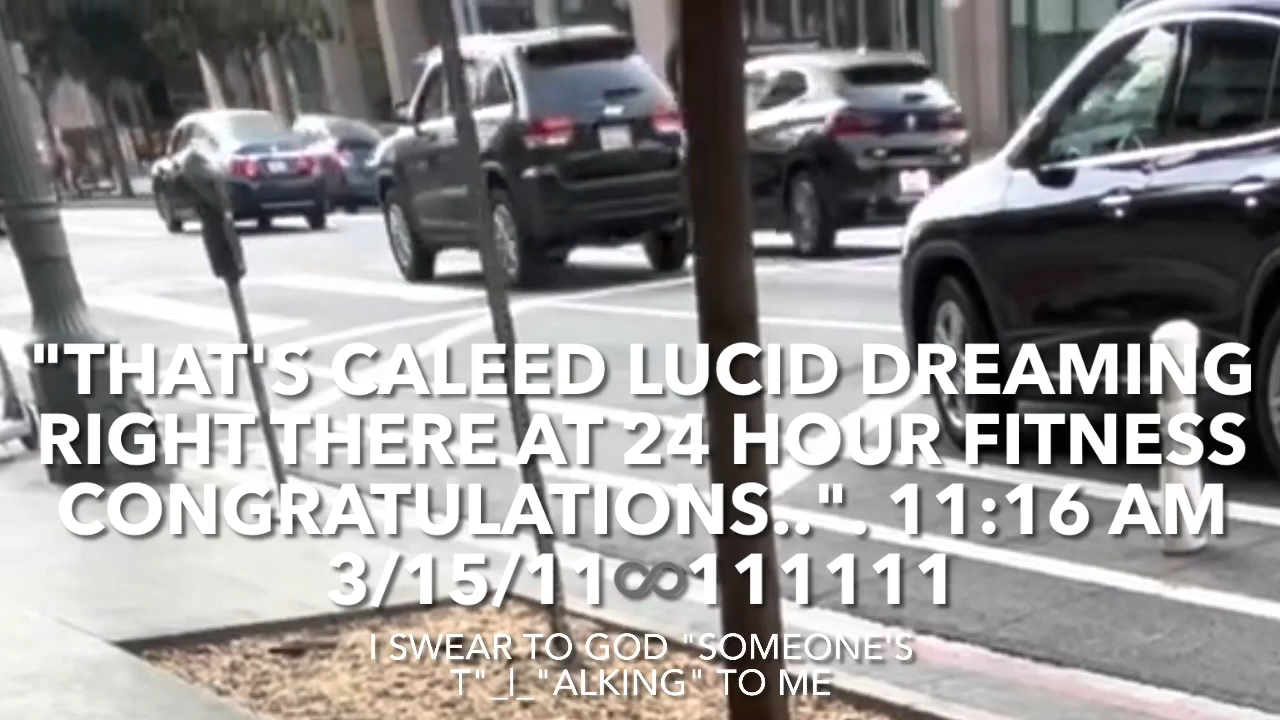 "THAT'S CALEED LUCID DREAMING
RIGHT THERE AT 24 HOUR FITNESS
CONGRATULATIONS..". 11:16 AM
3/15/11∞111111
I SWEAR TO GOD "SOMEONE'S
T"_I_"ALKING" TO ME